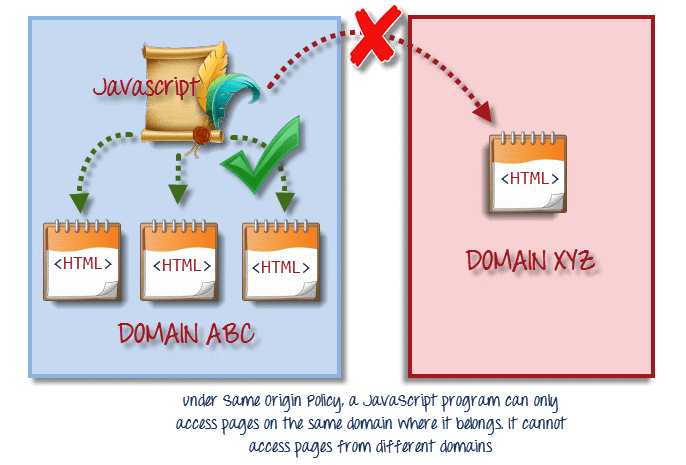 Javascript
<HTML>
<HTML> <HTML> <HTML>
DOMAIN XYZ
DOMAIN ABC
Under Same Origin Policy, a JavaScript program can only
access pages on the same domain where it belongs. It cannot
access pages from different domains